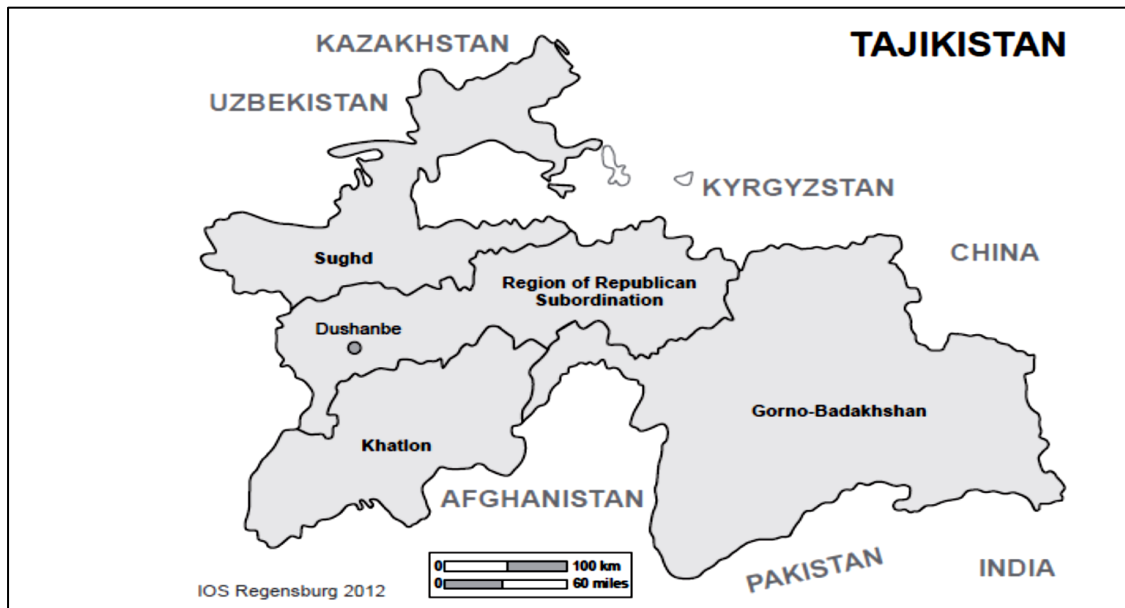 TAJIKISTAN
KAZAKHSTAN
UZBEKISTAN
KYRGYZSTAN
CHINA
Sughd
Region of Republican
Subordination
Dushanbe
Gorno-Badakhshan
Khatlon
AFGHANISTAN
PAKISTAN
INDIA
0 100 km
0 60 miles
IOS Regensburg 2012